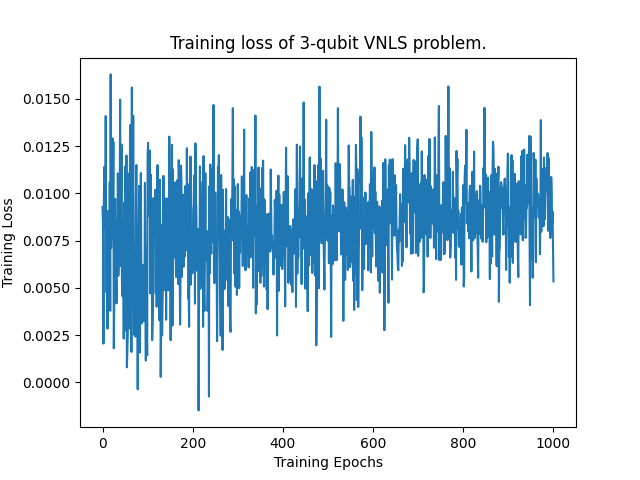 Training loss of 3-qubit VNLS problem.
0.0150
0.0125
0.0100
0.0075
0.0050
0.0025
0.0000
Training Loss
0 200 400 600 800 1000
Training Epochs